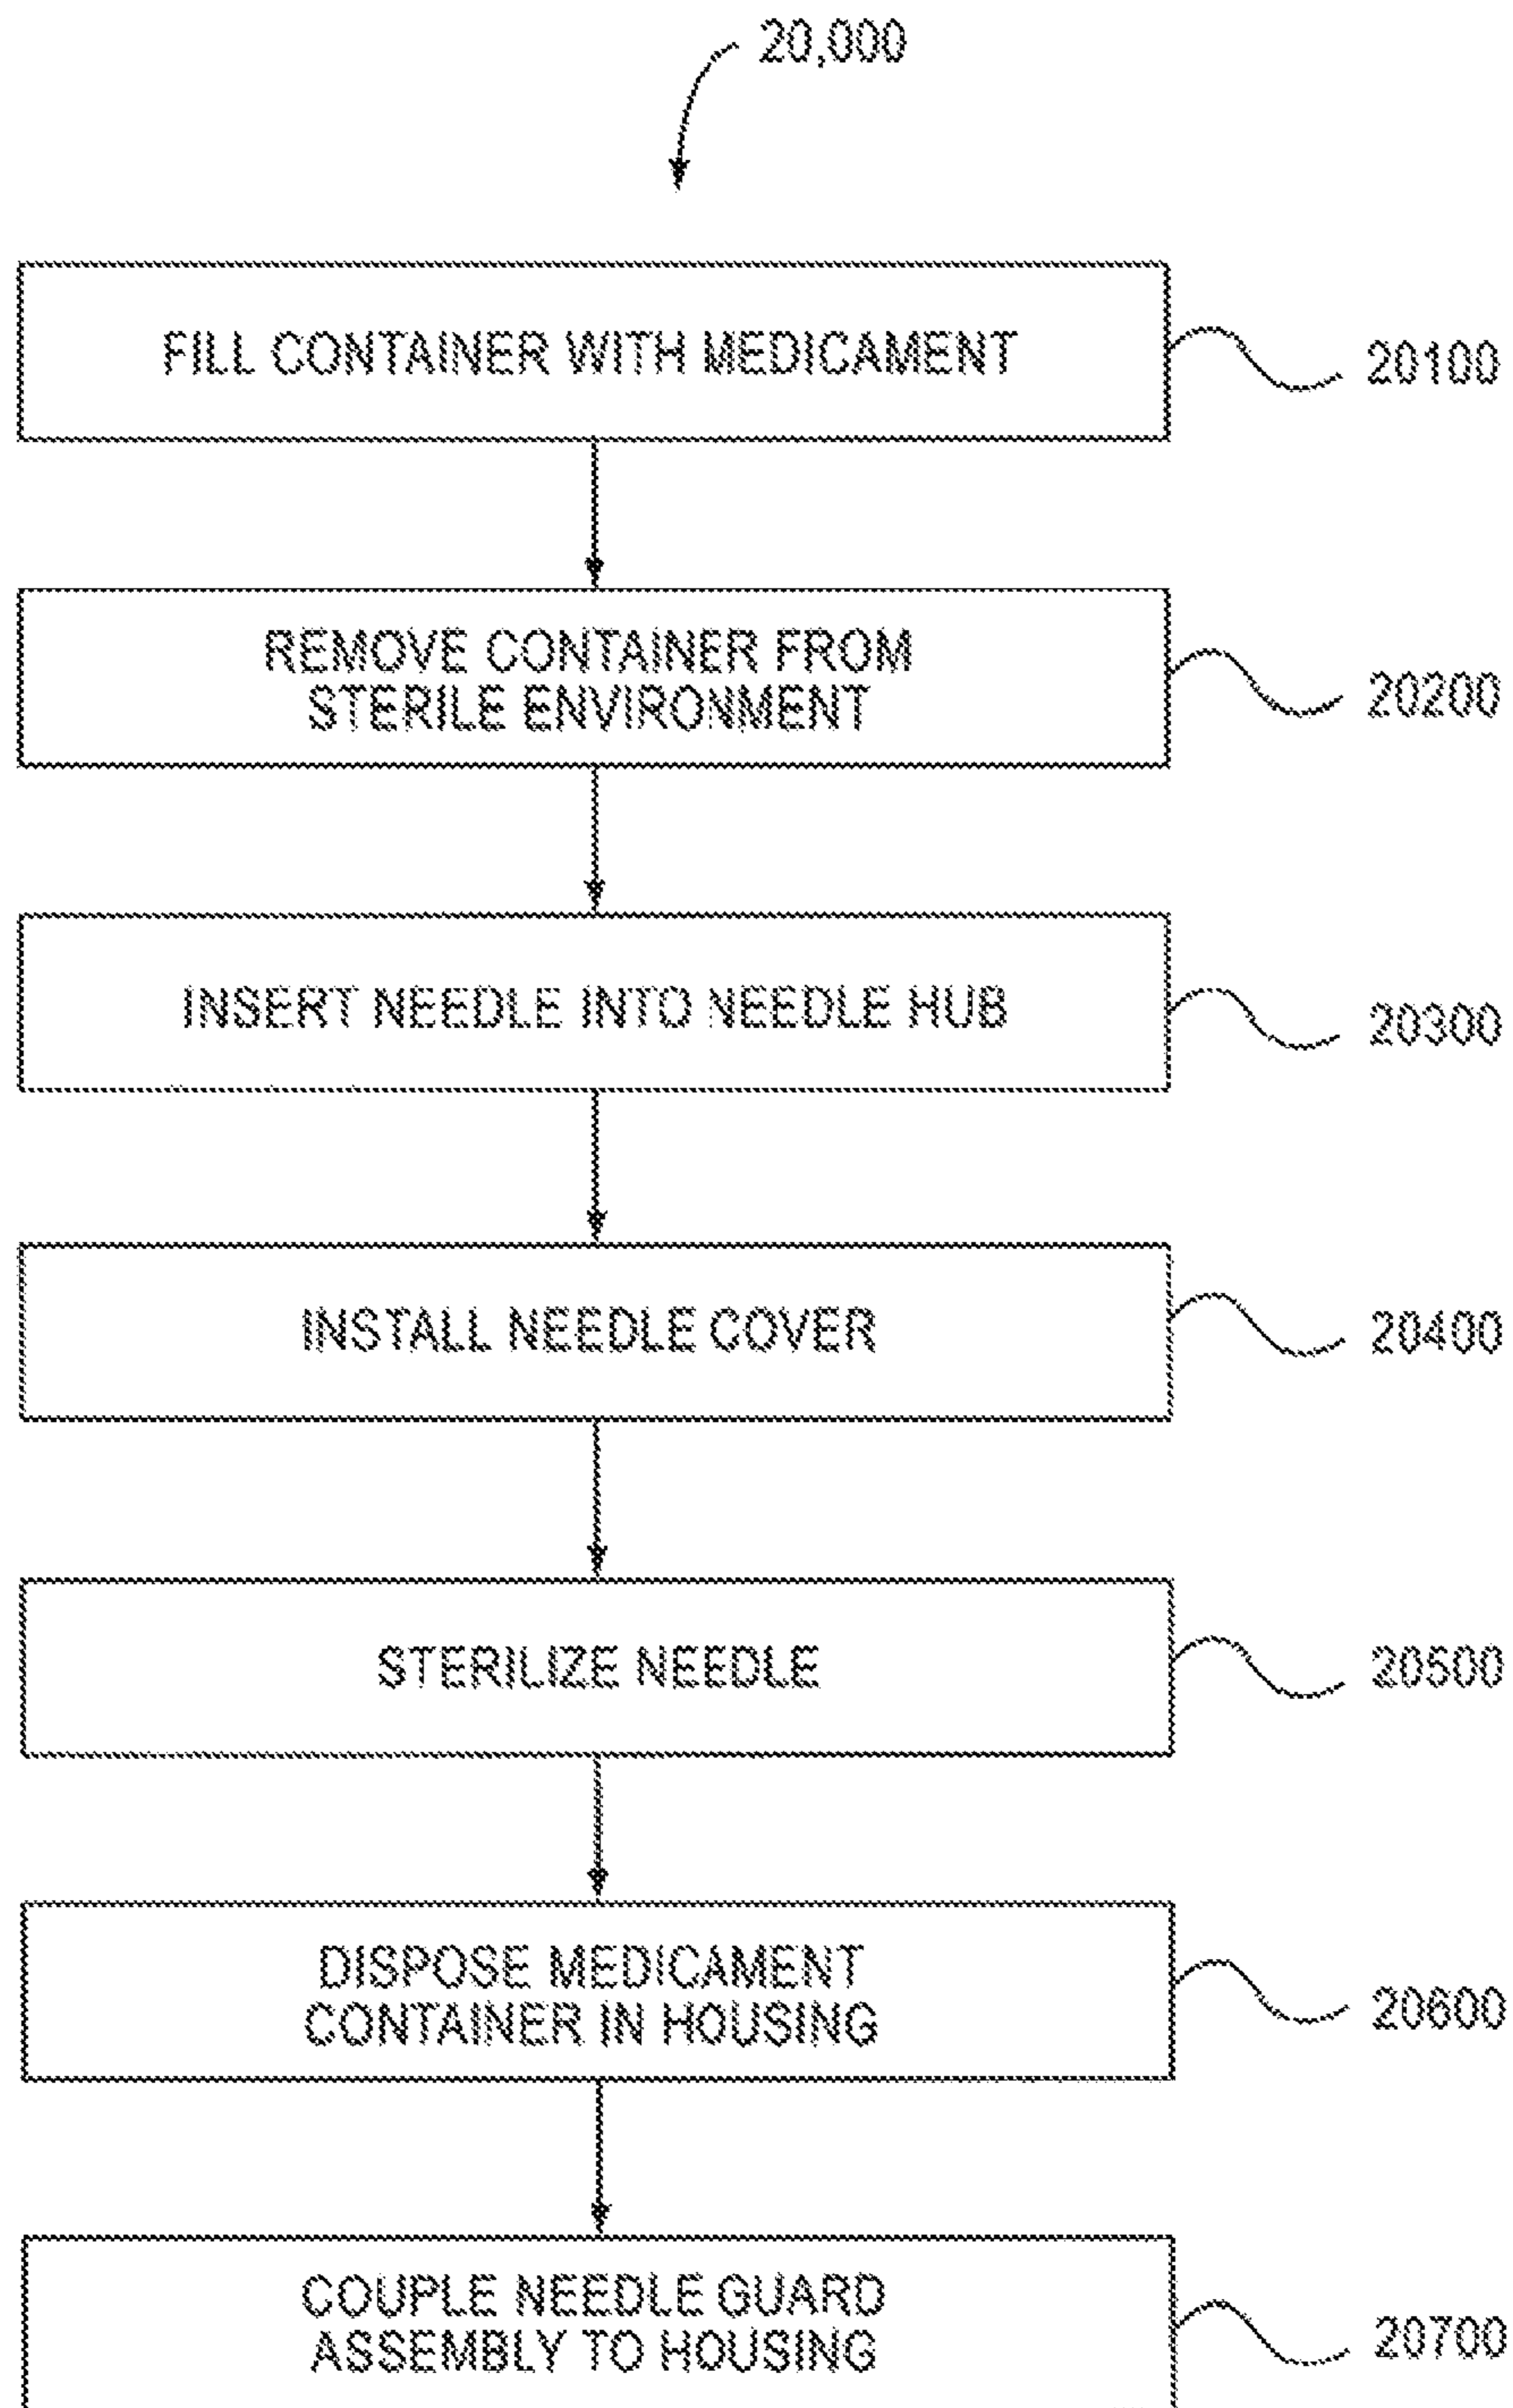 20,000
FILL CONTAINER WITH MEDICAMENT
20100
REMOVE CONTAINER FROM
STERILE ENVIRONMENT
20200
INSERT NEEDLE INTO NEEDLE HUB
20300
INSTALL NEEDLE COVER
20400
STERILIZE NEEDLE
20500
DISPOSE MEDICAMENT
CONTAINER IN HOUSING
20600
COUPLE NEEDLE GUARD
ASSEMBLY TO HOUSING
20700